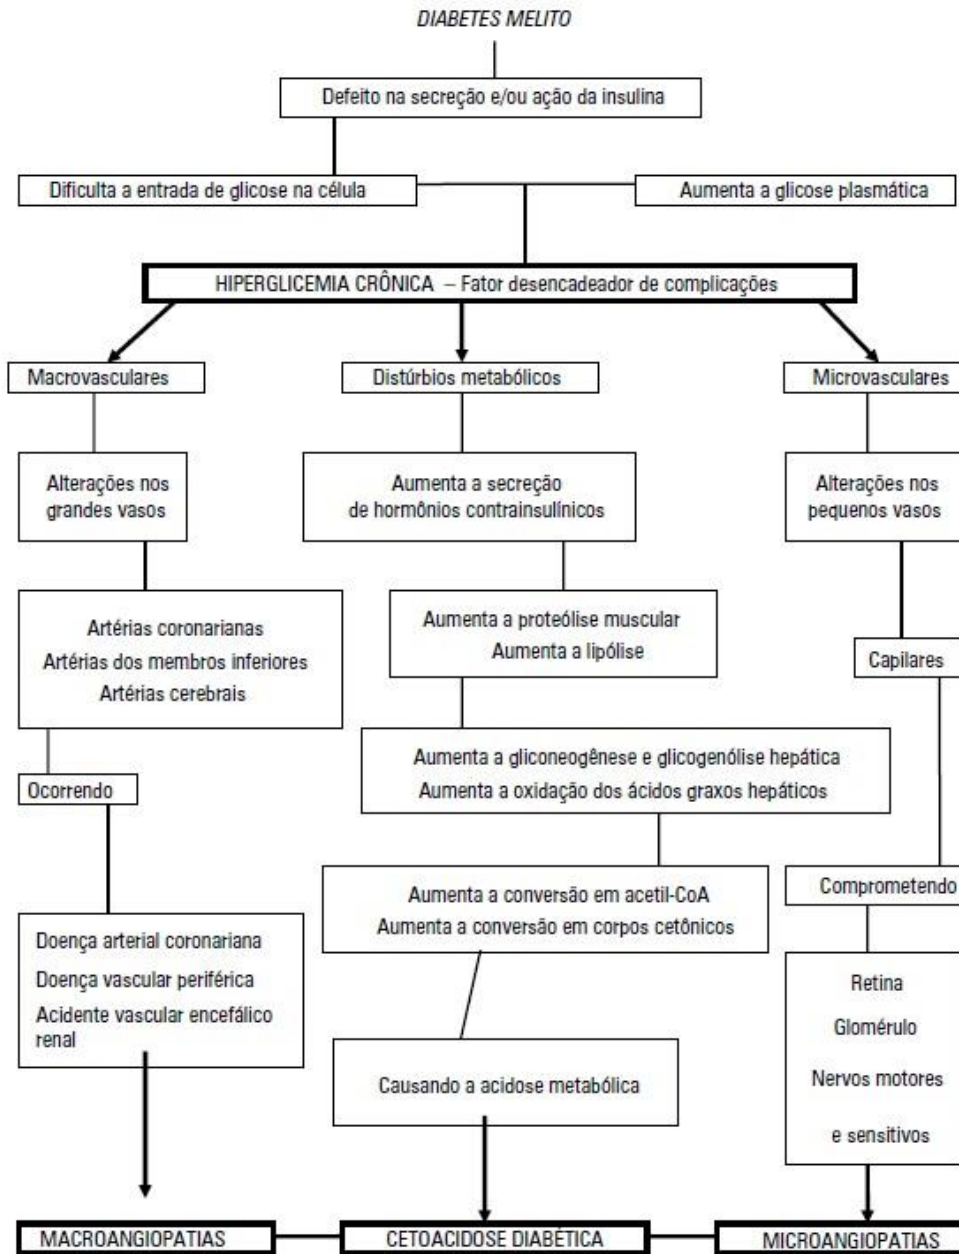 DIABETES MELITO
Defeito na secreção e/ou ação da insulina
Dificulta a entrada de glicose na célula
Aumenta a glicose plasmática
HIPERGLICEMIA CRÔNICA – Fator desencadeador de complicações
Macrovasculares
Distúrbios metabólicos
Microvasculares
Alterações nos
grandes vasos
Aumenta a secreção
de hormônios contrainsulínicos
Alterações nos
pequenos vasos
Artérias coronarianas
Artérias dos membros inferiores
Artérias cerebrais
Aumenta a proteólise muscular
Aumenta a lipólise
Capilares
Ocorrendo
Aumenta a gliconeogênese e glicogenólise hepática
Aumenta a oxidação dos ácidos graxos hepáticos
Aumenta a conversão em acetil-CoA
Aumenta a conversão em corpos cetônicos
Comprometendo
Doença arterial coronariana
Doença vascular periférica
Acidente vascular encefálico
renal
Causando a acidose metabólica
Retina
Glomérulo
Nervos motores
e sensitivos
MACROANGIOPATIAS
CETOACIDOSE DIABÉTICA
MICROANGIOPATIAS